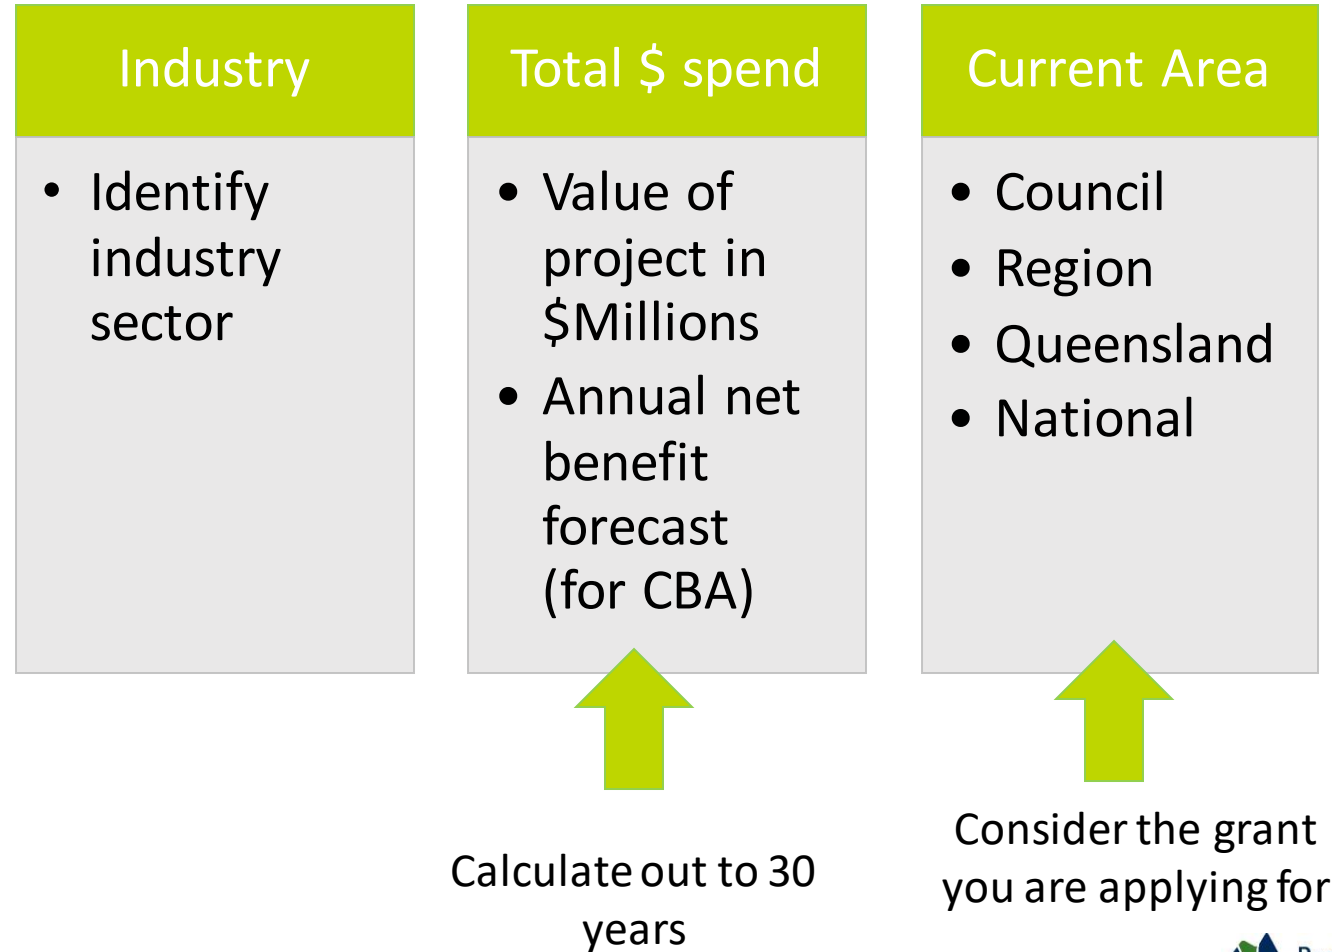 Industry
• Identify
industry
sector
Total $ spend
• Value of
project in
$Millions
• Annual net
benefit
forecast
(for CBA)
Current Area
• Council
• Region
• Queensland
• National
Calculate out to 30
years
Consider the grant
you are applying for